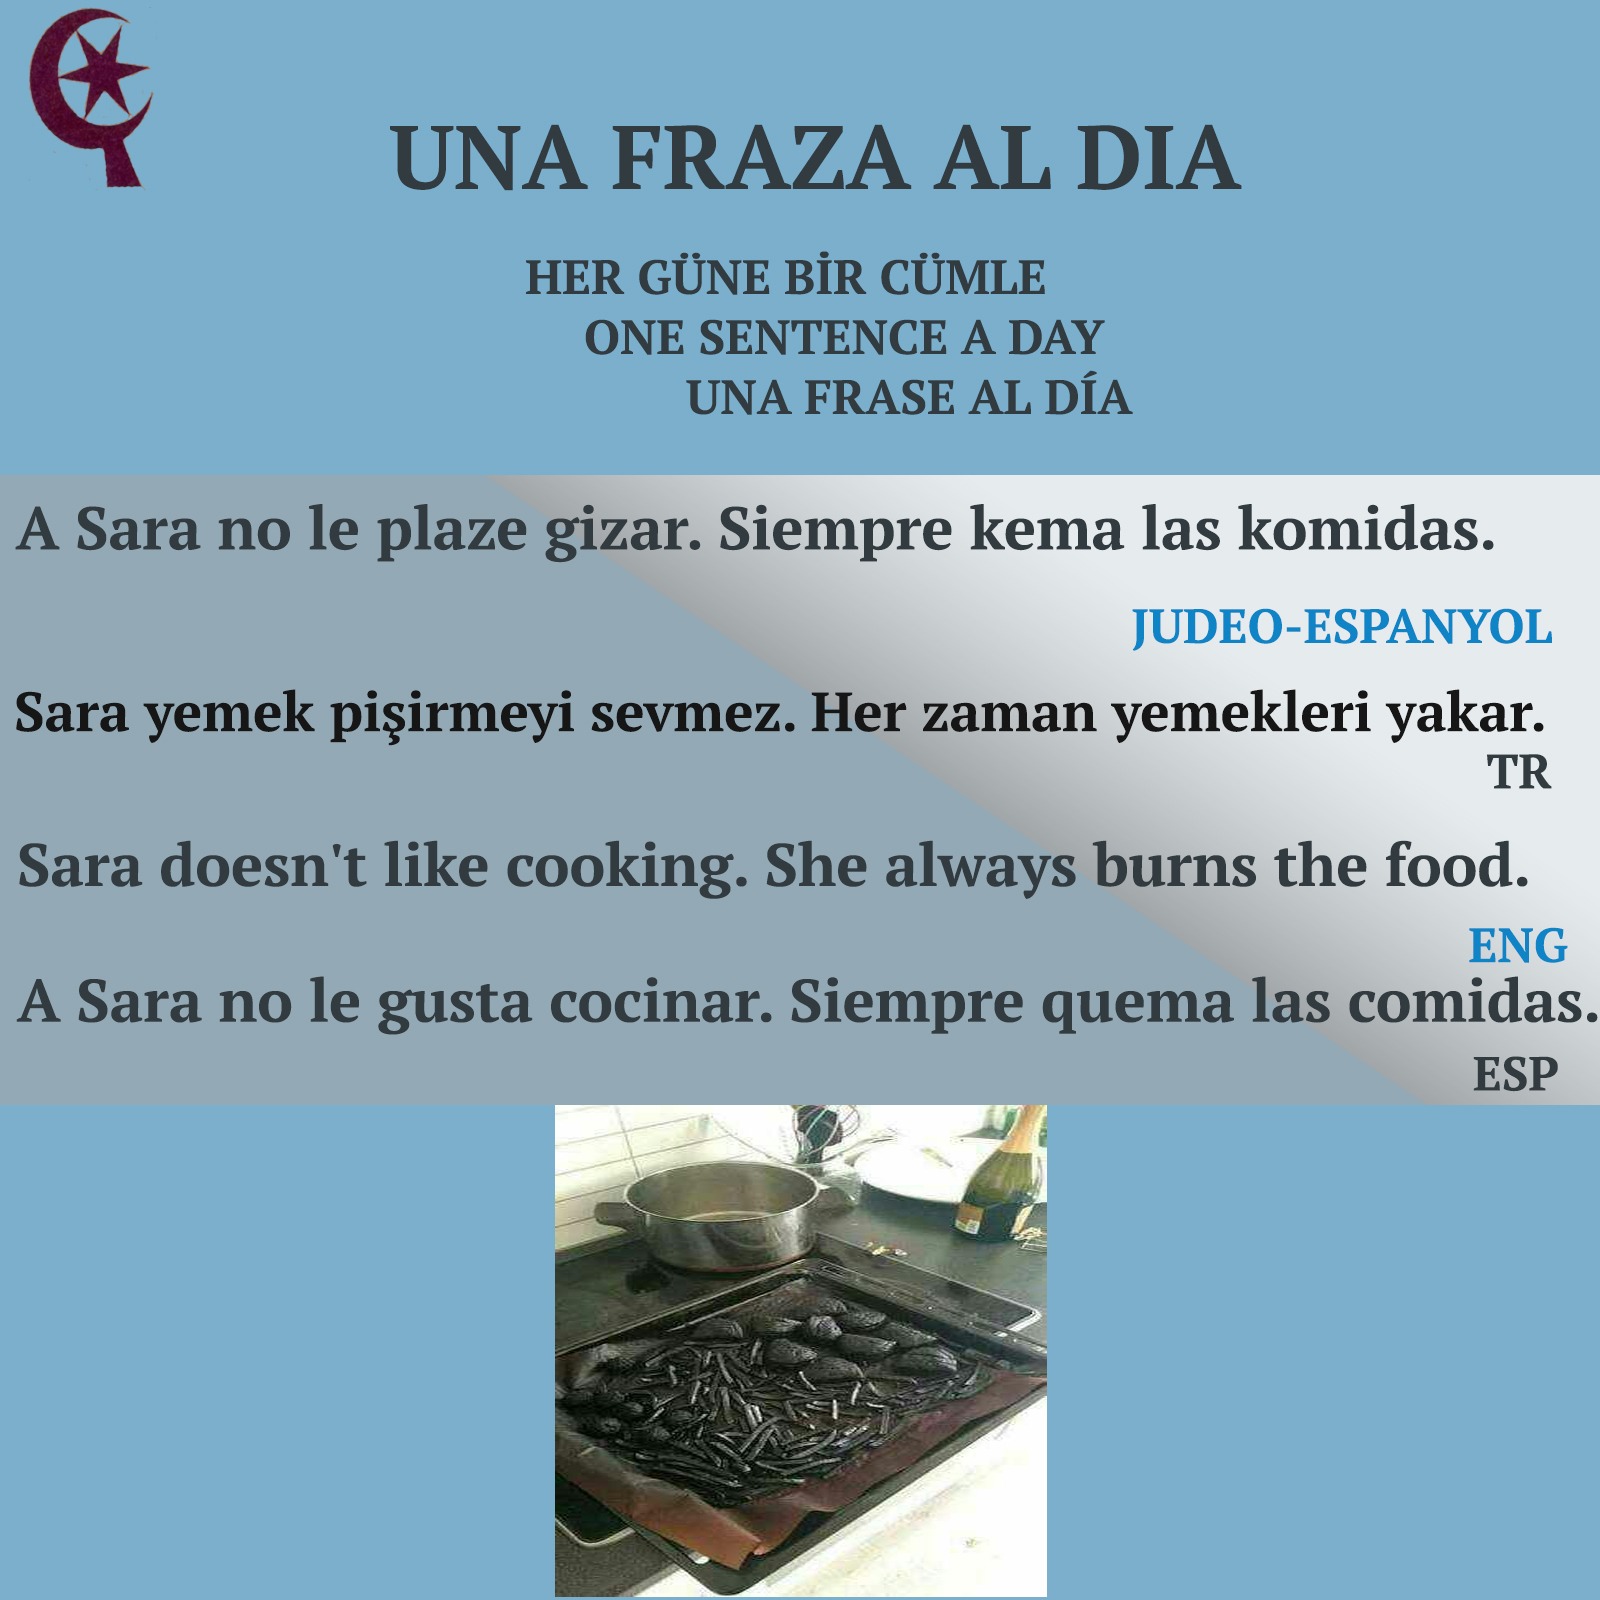 UNA FRAZA AL DIA
HER GÜNE BİR CÜMLE
ONE SENTENCE A DAY
UNA FRASE AL DÍA
A Sara no le plaze gizar. Siempre kema las komidas.
JUDEO-ESPANYOL
Sara yemek pişirmeyi sevmez. Her zaman yemekleri yakar.
TR
Sara doesn't like cooking. She always burns the food.
ENG
A Sara no le gusta cocinar. Siempre quema las comidas.
ESP